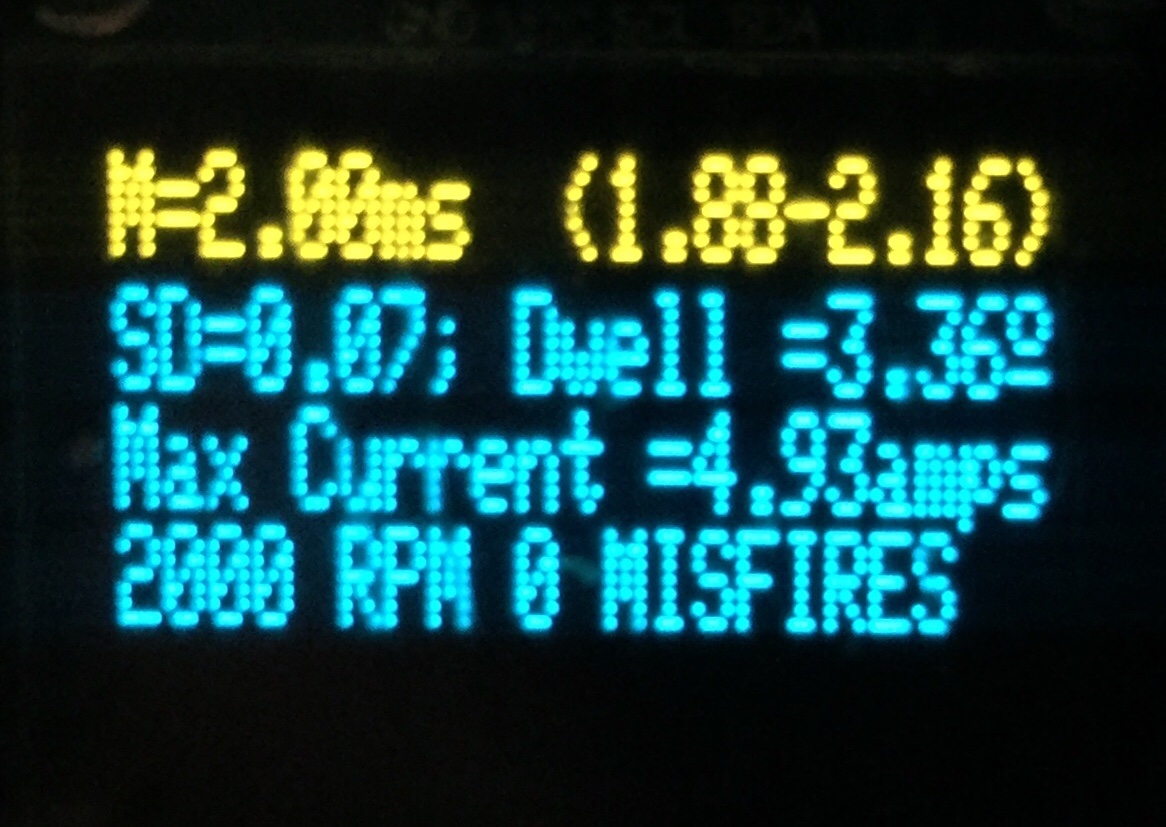 M=2.00ms (1.88-2.16)
SD=0.07; Dwell =3.36º
Max Current =4.93amps
2000 RPM 0 MISFIRES